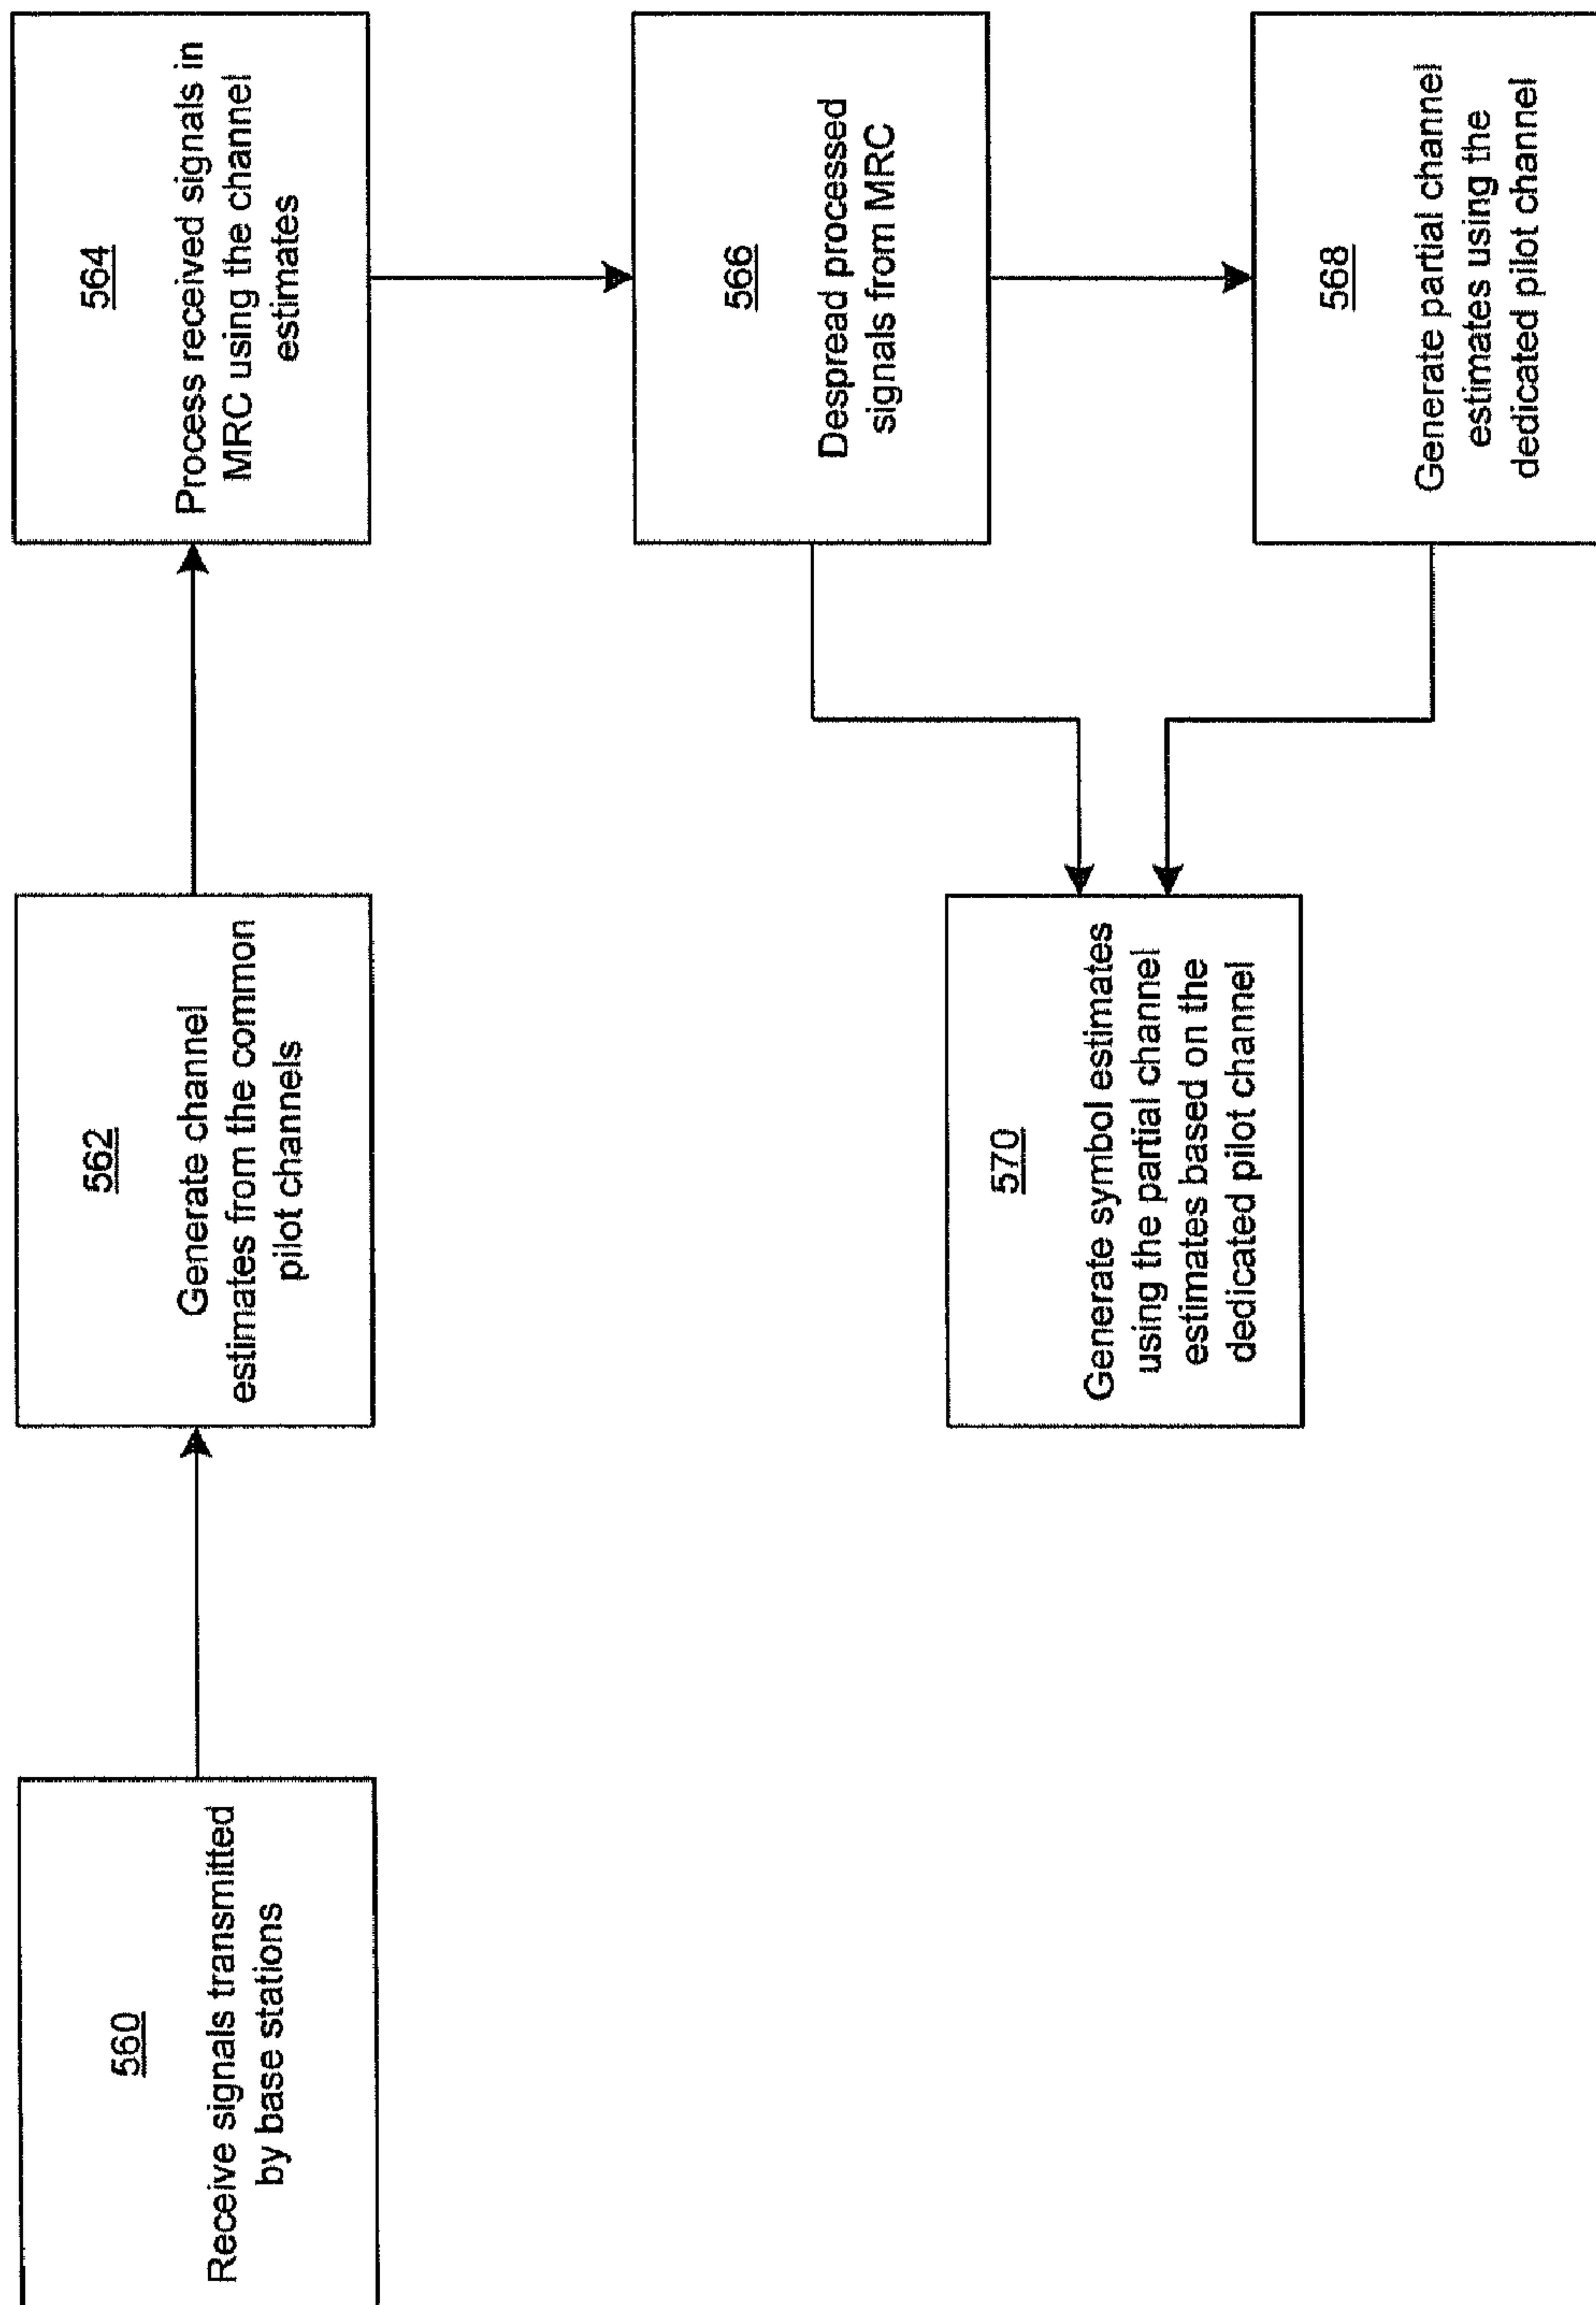 560
Receive signals transmitted
by base stations
562
Generate channel
estimates from the common
pilot channels
564
Process received signals in
MRC using the channel
estimates
566
Despread processed
signals from MRC
568
Generate partial channel
estimates using the
dedicated pilot channel
570
Generate symbol estimates
using the partial channel
estimates based on the
dedicated pilot channel